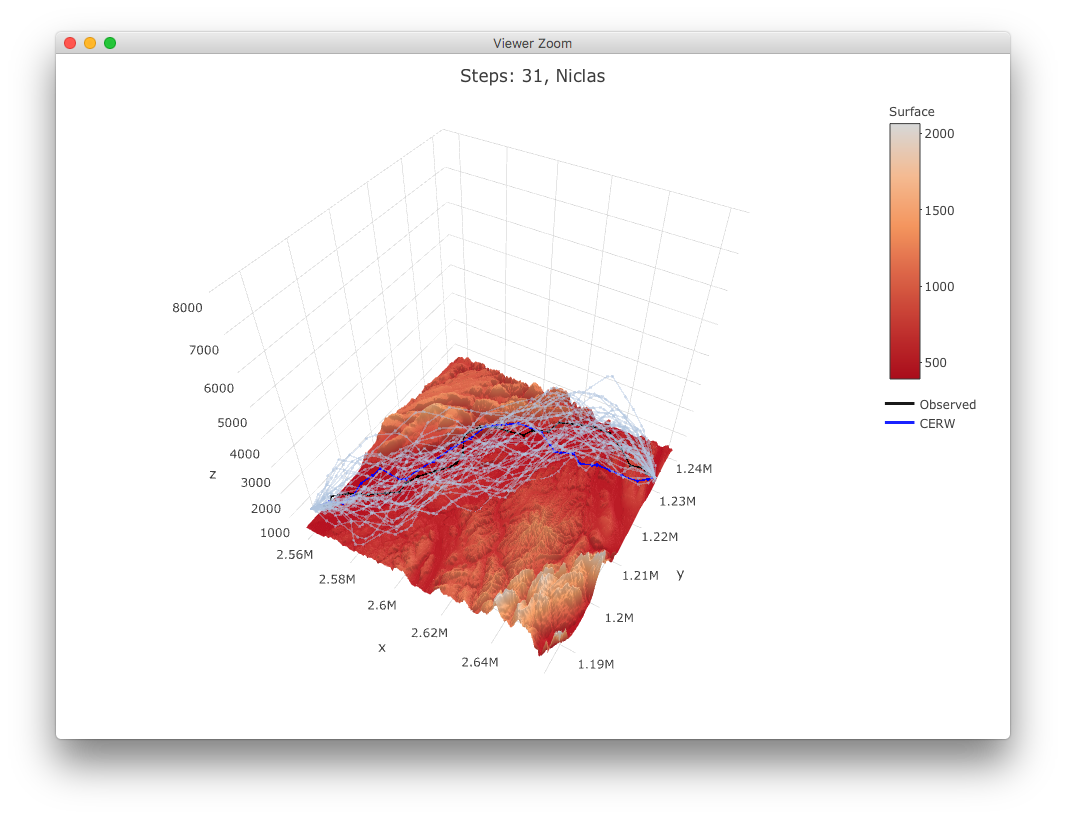 Viewer Zoom
Steps: 31, Niclas
Surface
2000
1500
1000
500
Observed
CERW
8000
7000
6000
5000
4000
3000
2000
1000
z
2.56M
2.58M
2.6M
2.62M
2.64M
x
1.24M
1.23M
1.22M
1.21M
1.2M
1.19M
y